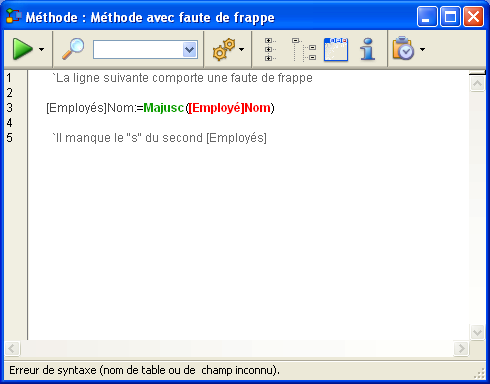 Méthode : Méthode avec faute de frappe
1 `La ligne suivante comporte une faute de frappe
2
3 [Employés]Nom:=Majusc([Employé]Nom)
4
5 `Il manque le "s" du second [Employés]
Erreur de syntaxe (nom de table ou de  champ inconnu).